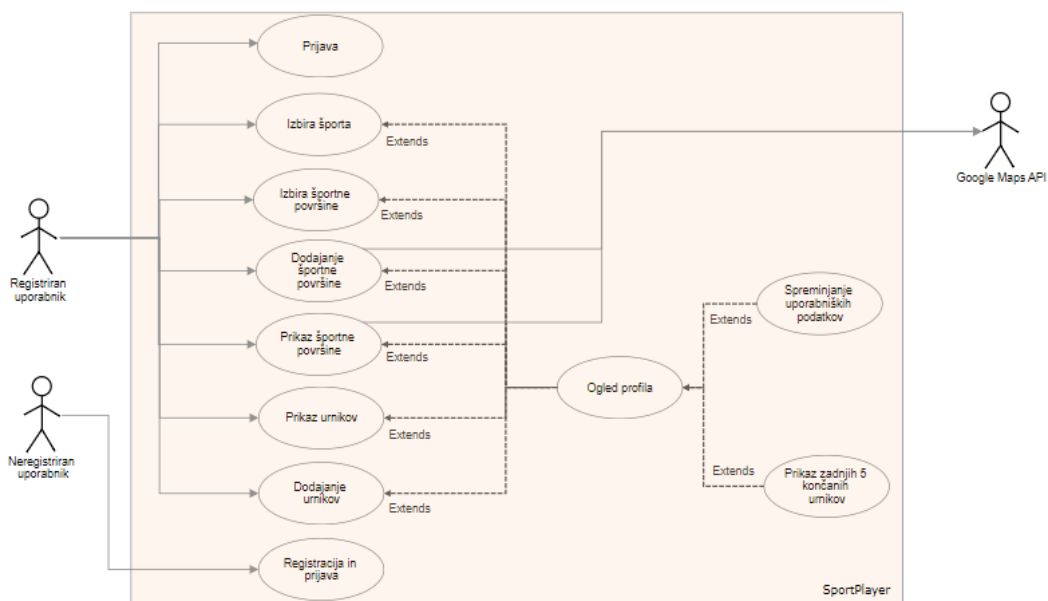 Prijava
Izbira športa
Extends
Google Maps API
Izbira športne
površine
Extends
Registriran
uporabnik
Dodajanje
športne
površine
Extends
Spreminjanje
uporabniških
podatkov
Extends
Prikaz športne
površine
Extends
Ogled profila
Prikaz urnikov
Extends
Neregistriran
uporabnik
Dodajanje
urnikov
Extends
Extends
Prikaz zadnjih 5
končanih
urnikov
Registracija in
prijava
SportPlayer